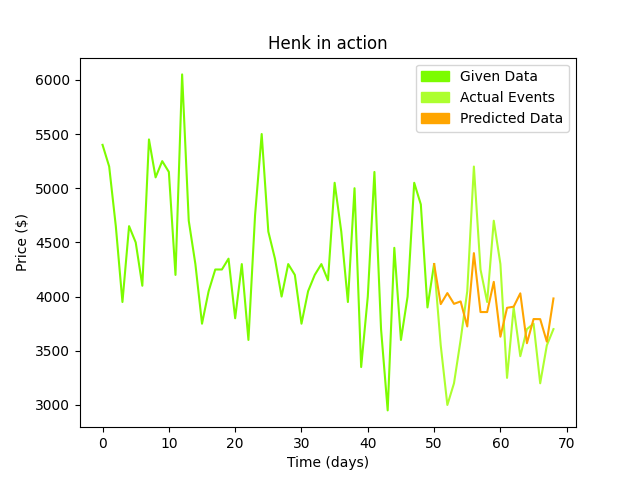 Henk in action
Given Data
Actual Events
Predicted Data
Price ($)
6000
5500
5000
4500
4000
3500
3000
0 10 20 30 40 50 60 70
Time (days)